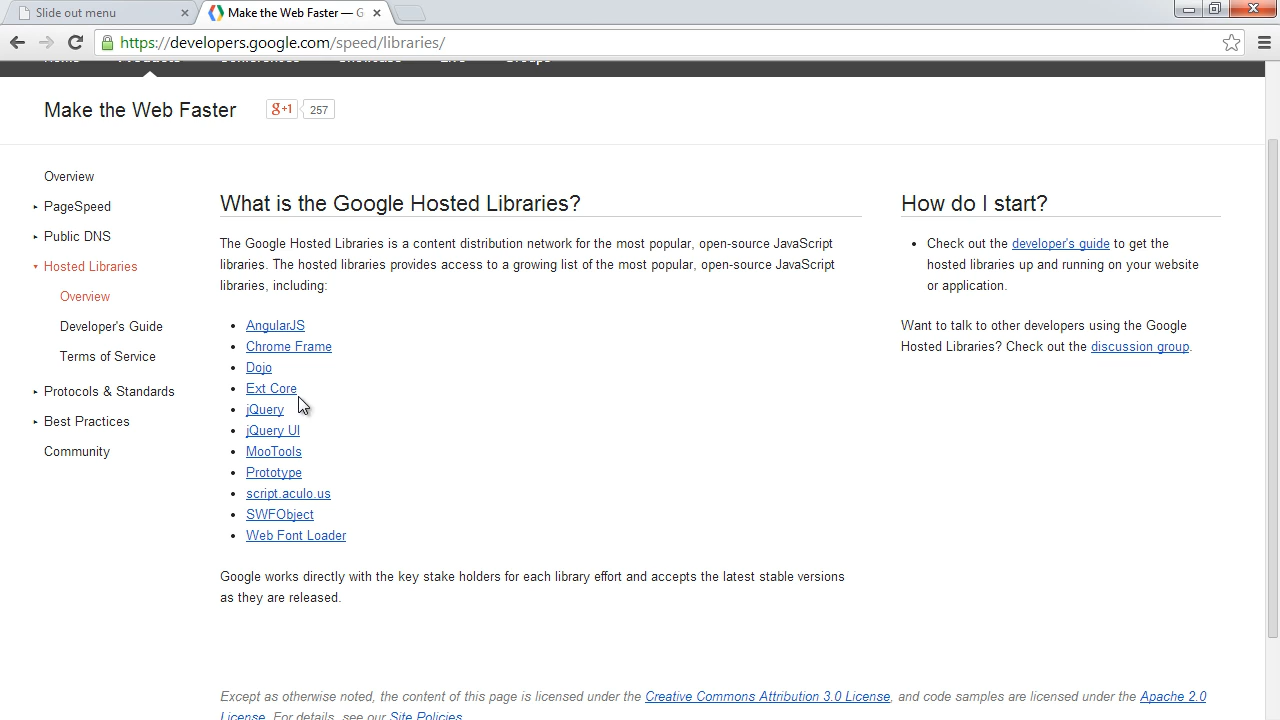 Slide out menu
Make the Web Faster — G
https://developers.google.com/speed/libraries/
Home Products Conferences Showcase Live Groups
Make the Web Faster
g+1 257
Overview
PageSpeed
Public DNS
Hosted Libraries
Overview
Developer's Guide
Terms of Service
Protocols & Standards
Best Practices
Community
What is the Google Hosted Libraries?
The Google Hosted Libraries is a content distribution network for the most popular, open-source JavaScript
libraries. The hosted libraries provides access to a growing list of the most popular, open-source JavaScript
libraries, including:
AngularJS
Chrome Frame
Dojo
Ext Core
jQuery
jQuery UI
MooTools
Prototype
script.aculo.us
SWFObject
Web Font Loader
Google works directly with the key stake holders for each library effort and accepts the latest stable versions
as they are released.
How do I start?
Check out the developer's guide to get the
hosted libraries up and running on your website
or application.
Want to talk to other developers using the Google
Hosted Libraries? Check out the discussion group.
Except as otherwise noted, the content of this page is licensed under the Creative Commons Attribution 3.0 License, and code samples are licensed under the Apache 2.0
License. For details, see our Site Policies.